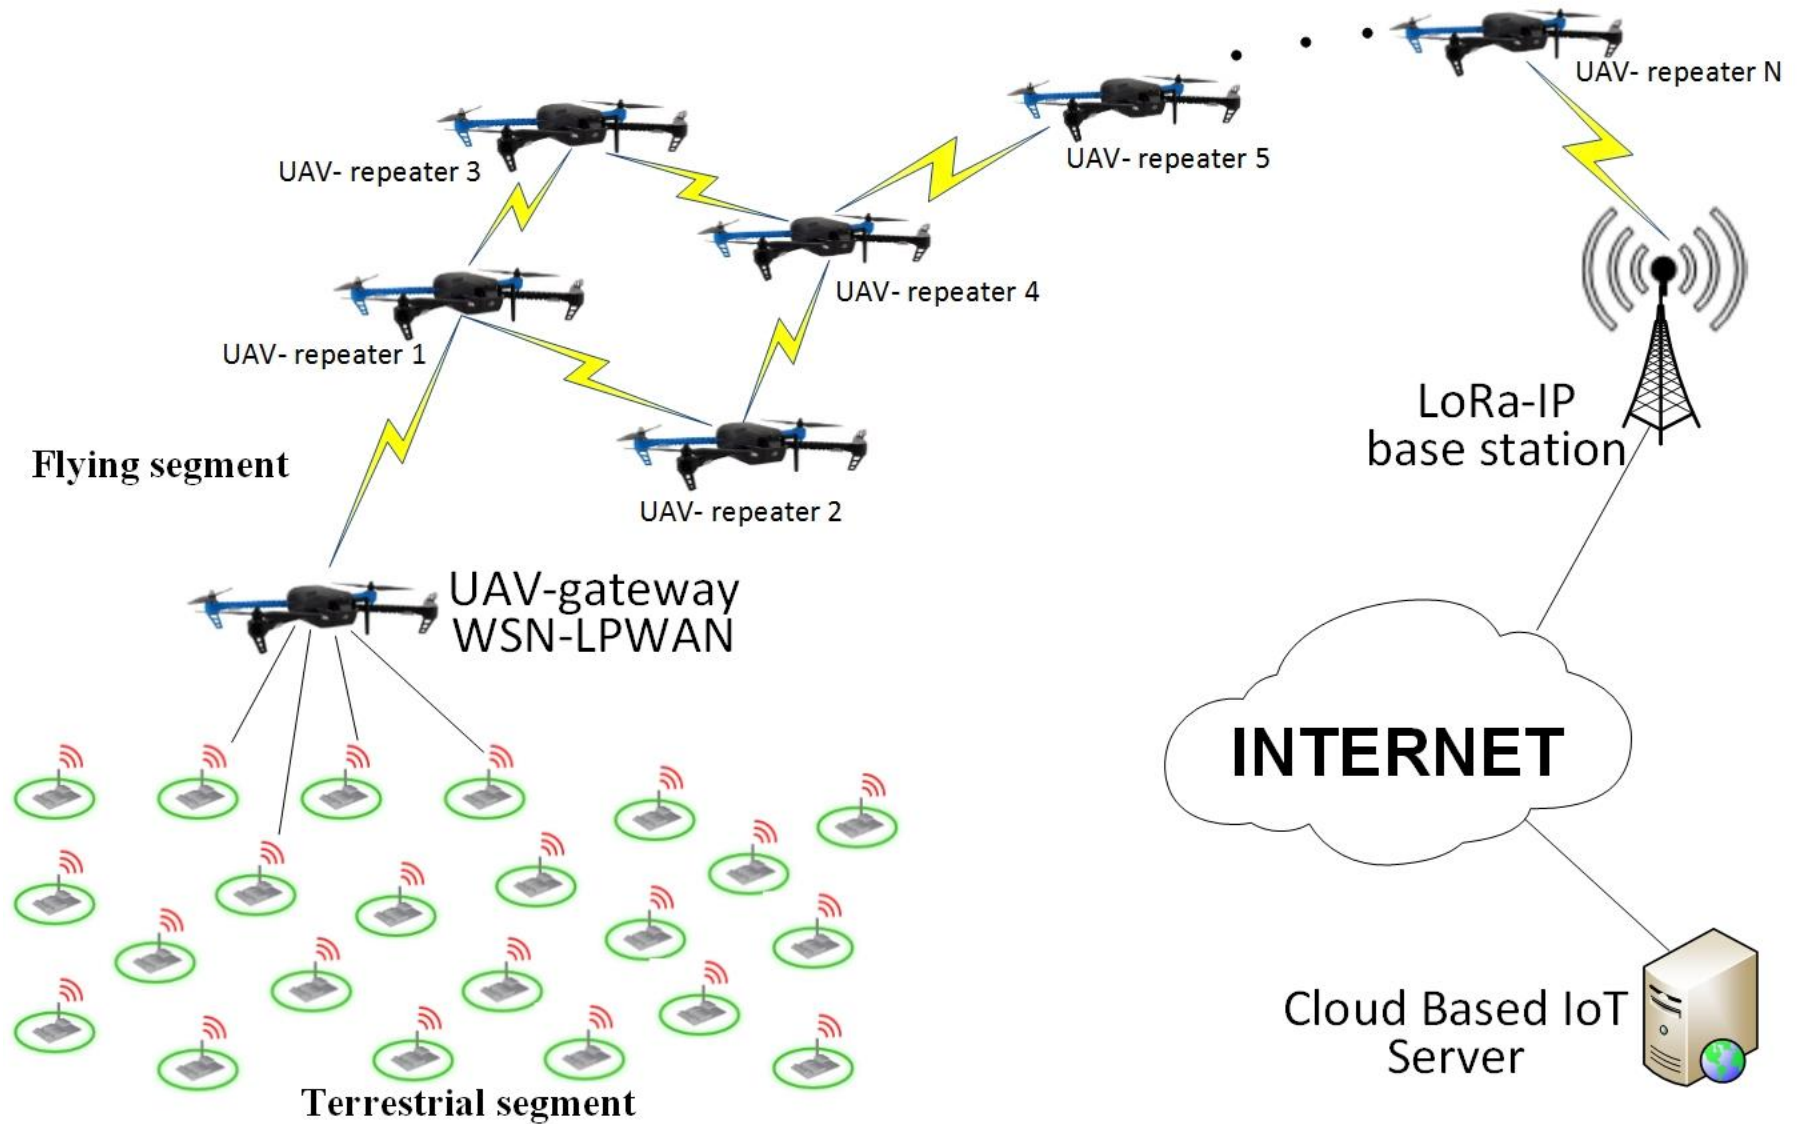 UAV- repeater N
UAV- repeater 3
UAV- repeater 5
UAV- repeater 4
UAV- repeater 1
LoRa-IP
base station
Flying segment
UAV- repeater 2
UAV-gateway
WSN-LPWAN
INTERNET
Cloud Based IoT
Server
Terrestrial segment